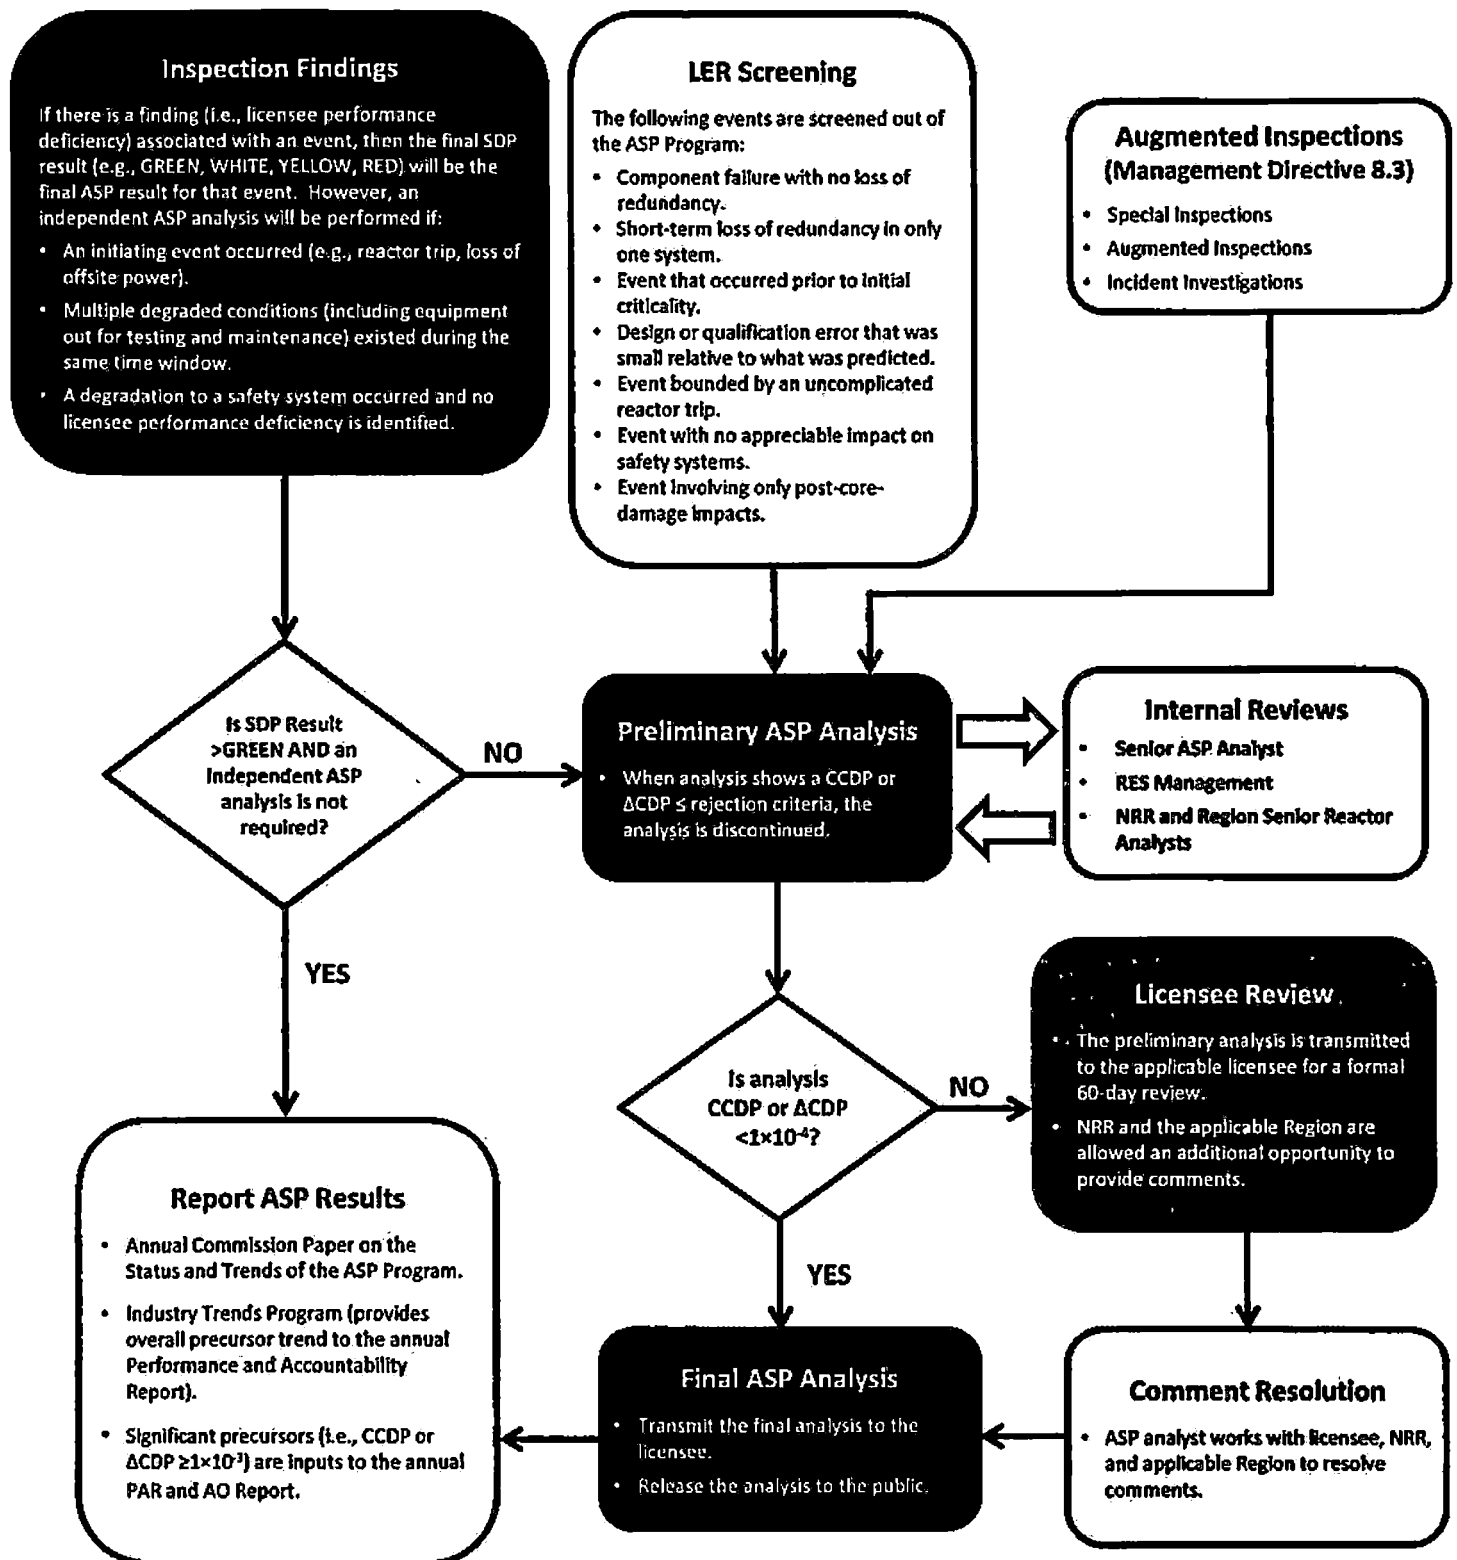 Inspection Findings
If there is a finding (i.e., licensee performance
deficiency) associated with an event, then the final SDP
result (e.g., GREEN, WHITE, YELLOW, RED) will be the
final ASP result for that event. However, an
independent ASP analysis will be performed if:
• An initiating event occurred (e.g., reactor trip, loss of
offsite power).
• Multiple degraded conditions (including equipment
out for testing and maintenance) existed during the
same time window.
• A degradation to a safety system occurred and no
licensee performance deficiency is identified.
LER Screening
The following events are screened out of
the ASP Program:
• Component failure with no loss of
redundancy.
• Short-term loss of redundancy in only
one system.
• Event that occurred prior to initial
criticality.
• Design or qualification error that was
small relative to what was predicted.
• Event bounded by an uncomplicated
reactor trip.
• Event with no appreciable impact on
safety systems.
• Event involving only post-core-
damage impacts.
Augmented Inspections
(Management Directive 8.3)
• Special Inspections
• Augmented Inspections
• Incident Investigations
Is SDP Result
>GREEN AND an
independent ASP
analysis is not
required?
NO
YES
Preliminary ASP Analysis
• When analysis shows a CCDP or
ΔCDP ≤ rejection criteria, the
analysis is discontinued.
Internal Reviews
• Senior ASP Analyst
• RES Management
• NRR and Region Senior Reactor
Analysts
Is analysis
CCDP or ΔCDP
<1×10⁻⁴?
NO
YES
Licensee Review
• The preliminary analysis is transmitted
to the applicable licensee for a formal
60-day review.
• NRR and the applicable Region are
allowed an additional opportunity to
provide comments.
Report ASP Results
• Annual Commission Paper on the
Status and Trends of the ASP Program.
• Industry Trends Program (provides
overall precursor trend to the annual
Performance and Accountability
Report).
• Significant precursors (i.e., CCDP or
ΔCDP ≥1×10⁻³) are inputs to the annual
PAR and AO Report.
Final ASP Analysis
• Transmit the final analysis to the
licensee.
• Release the analysis to the public.
Comment Resolution
• ASP analyst works with licensee, NRR,
and applicable Region to resolve
comments.